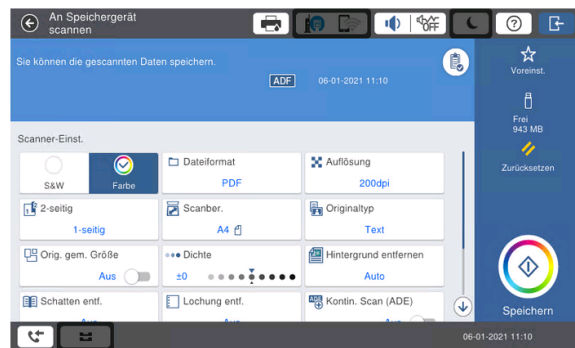 An Speichergerät
scannen
OFF
?
Sie können die gescannten Daten speichern.
ADF
06-01-2021 11:10
Voreinst.
Frei
943 MB
Zurücksetzen
Scanner-Einst.
S&W
Farbe
Dateiformat
PDF
Auflösung
200dpi
2-seitig
1-seitig
Scanber.
A4
Originaltyp
Text
Orig. gem. Größe
Aus
Dichte
±0
Hintergrund entfernen
Auto
Schatten entf.
Lochung entf.
Kontin. Scan (ADE)
Speichern
06-01-2021 11:10